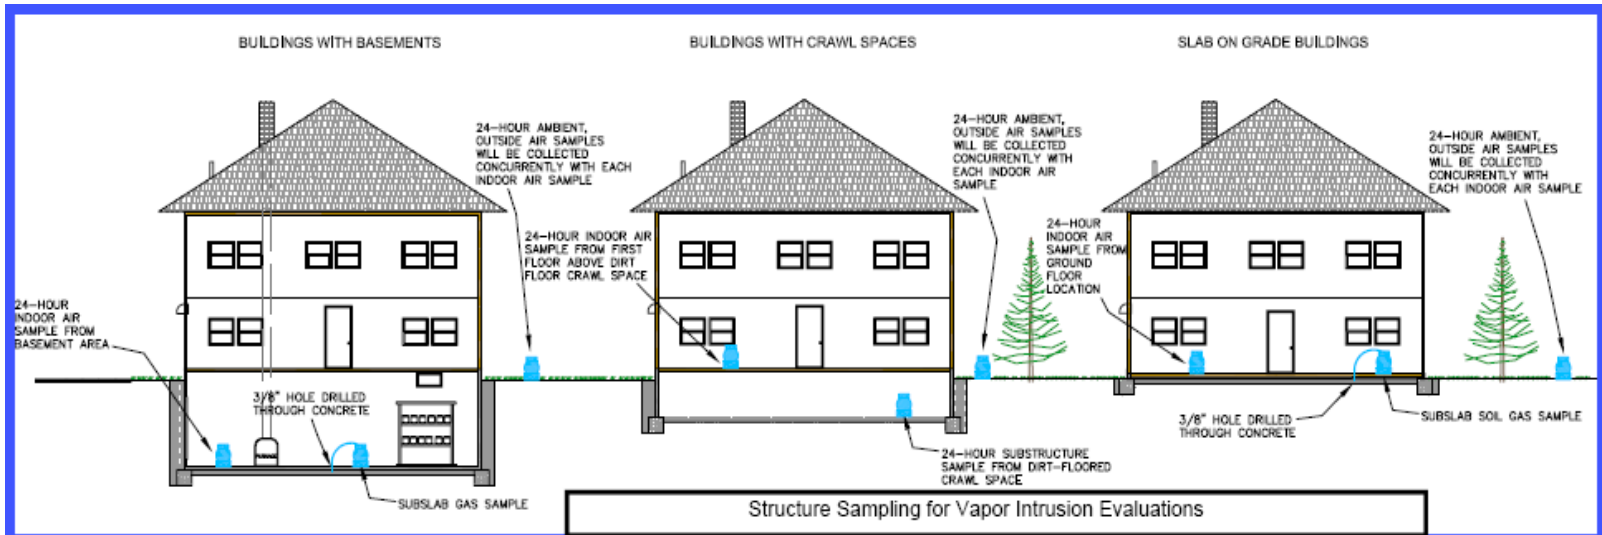 BUILDINGS WITH BASEMENTS
24-HOUR AMBIENT,
OUTSIDE AIR SAMPLES
WILL BE COLLECTED
CONCURRENTLY WITH EACH
INDOOR AIR SAMPLE
24-HOUR
INDOOR AIR
SAMPLE FROM
BASEMENT AREA
3/8" HOLE DRILLED
THROUGH CONCRETE
FURNACE
SUBSLAB GAS SAMPLE
BUILDINGS WITH CRAWL SPACES
24-HOUR AMBIENT,
OUTSIDE AIR SAMPLES
WILL BE COLLECTED
CONCURRENTLY WITH
EACH INDOOR AIR
SAMPLE
24-HOUR INDOOR AIR
SAMPLE FROM FIRST
FLOOR ABOVE DIRT
FLOOR CRAWL SPACE
24-HOUR SUBSTRUCTURE
SAMPLE FROM DIRT-FLOORED
CRAWL SPACE
SLAB ON GRADE BUILDINGS
24-HOUR AMBIENT,
OUTSIDE AIR SAMPLES
WILL BE COLLECTED
CONCURRENTLY WITH
EACH INDOOR AIR SAMPLE
24-HOUR
INDOOR AIR
SAMPLE FROM
GROUND
FLOOR
LOCATION
3/8" HOLE DRILLED
THROUGH CONCRETE
SUBSLAB SOIL GAS SAMPLE
Structure Sampling for Vapor Intrusion Evaluations